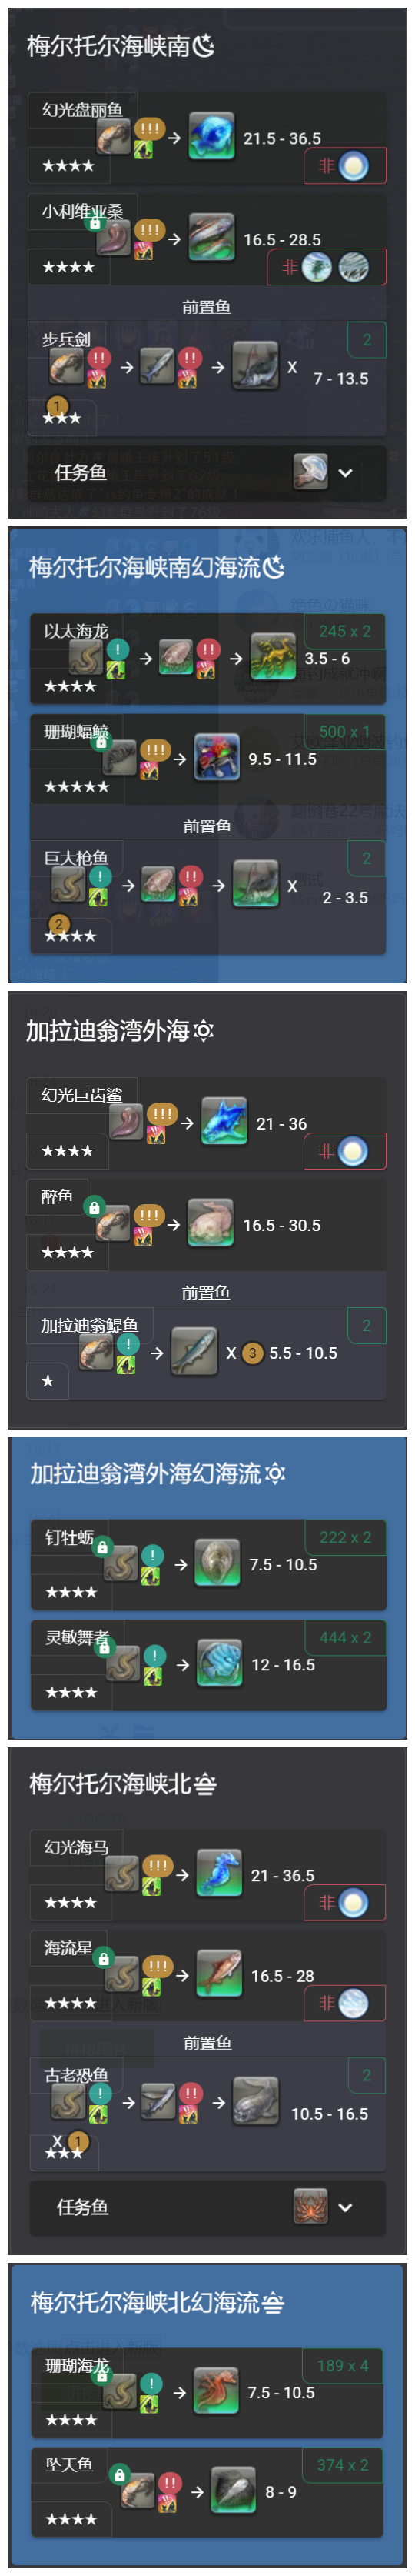 梅尔托尔海峡南
幻光盘丽鱼
!!!
21.5 - 36.5
★★★★
非
小利维亚桑
!!!
16.5 - 28.5
★★★★
非
前置鱼
步兵剑
2
!!
!!
X
7 - 13.5
1
★★★
任务鱼
梅尔托尔海峡南幻海流
以太海龙
245 x 2
!
!!
3.5 - 6
★★★★
珊瑚蝠鲼
500 x 1
!!!
9.5 - 11.5
★★★★★
前置鱼
巨大枪鱼
2
!
!!
X
2 - 3.5
2
★★★★
加拉迪翁湾外海
幻光巨齿鲨
!!!
21 - 36
★★★★
非
醉鱼
!!!
16.5 - 30.5
★★★★
前置鱼
加拉迪翁鳀鱼
2
!
X 3 5.5 - 10.5
★
加拉迪翁湾外海幻海流
钉牡蛎
222 x 2
!
7.5 - 10.5
★★★★
灵敏舞者
444 x 2
!
12 - 16.5
★★★★
梅尔托尔海峡北
幻光海马
!!!
21 - 36.5
★★★★
非
海流星
!!!
16.5 - 28
★★★★
非
前置鱼
古老恐鱼
2
!
!!
10.5 - 16.5
X 1
★★★
任务鱼
梅尔托尔海峡北幻海流
珊瑚海龙
189 x 4
!
7.5 - 10.5
★★★★
坠天鱼
374 x 2
!!
8 - 9
★★★★